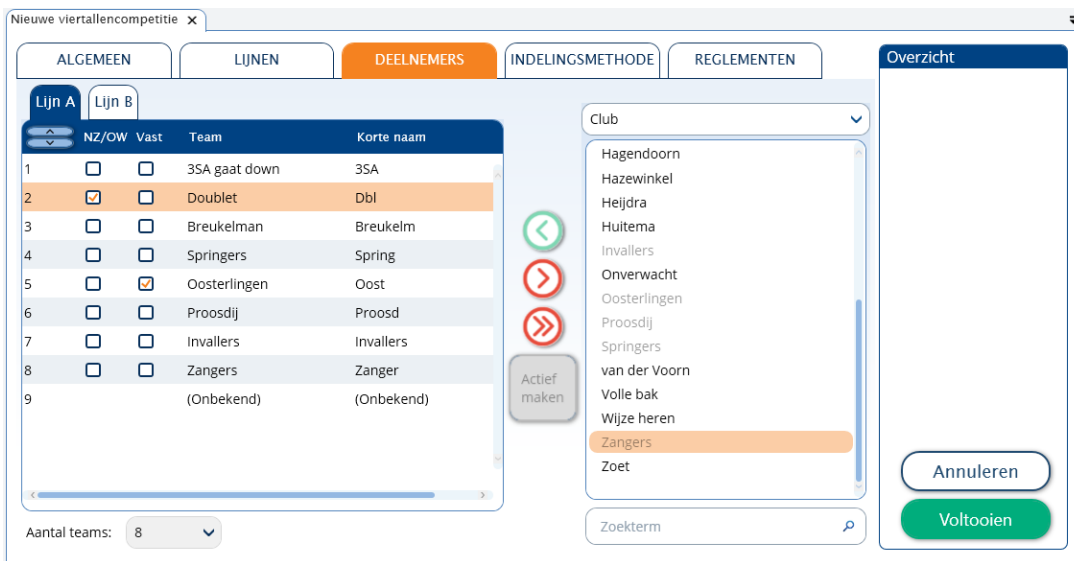 Nieuwe viertallencompetitie
ALGEMEEN LIJNEN DEELNEMERS INDELINGSMETHODE REGLEMENTEN
Overzicht
Lijn A Lijn B
NZ/OW Vast Team Korte naam
1 3SA gaat down 3SA
2 Doublet Dbl
3 Breukelman Breukelm
4 Springers Spring
5 Oosterlingen Oost
6 Proosdij Proosd
7 Invallers Invallers
8 Zangers Zanger
9 (Onbekend) (Onbekend)
Aantal teams: 8
Actief
maken
Club
Hagendoorn
Hazewinkel
Heijdra
Huitema
Invallers
Onverwacht
Oosterlingen
Proosdij
Springers
van der Voorn
Volle bak
Wijze heren
Zangers
Zoet
Zoekterm
Annuleren
Voltooien